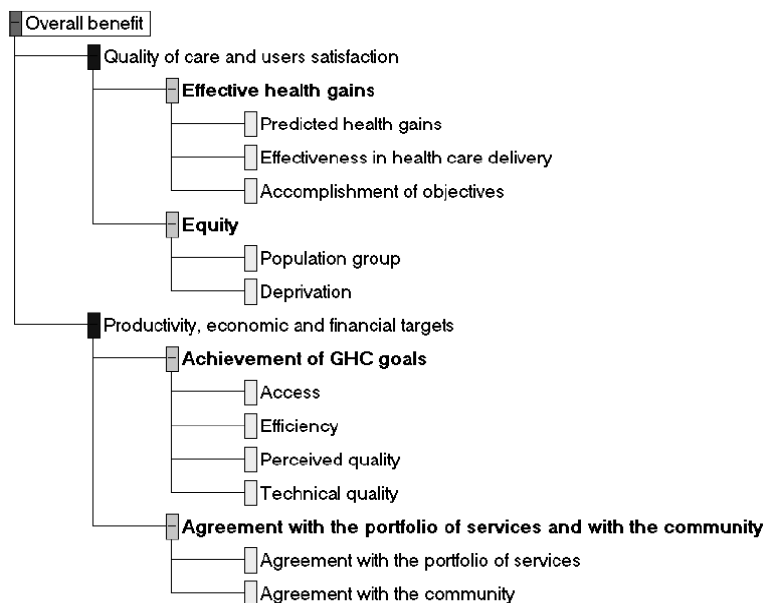 Overall benefit
Quality of care and users satisfaction
Effective health gains
Predicted health gains
Effectiveness in health care delivery
Accomplishment of objectives
Equity
Population group
Deprivation
Productivity, economic and financial targets
Achievement of GHC goals
Access
Efficiency
Perceived quality
Technical quality
Agreement with the portfolio of services and with the community
Agreement with the portfolio of services
Agreement with the community